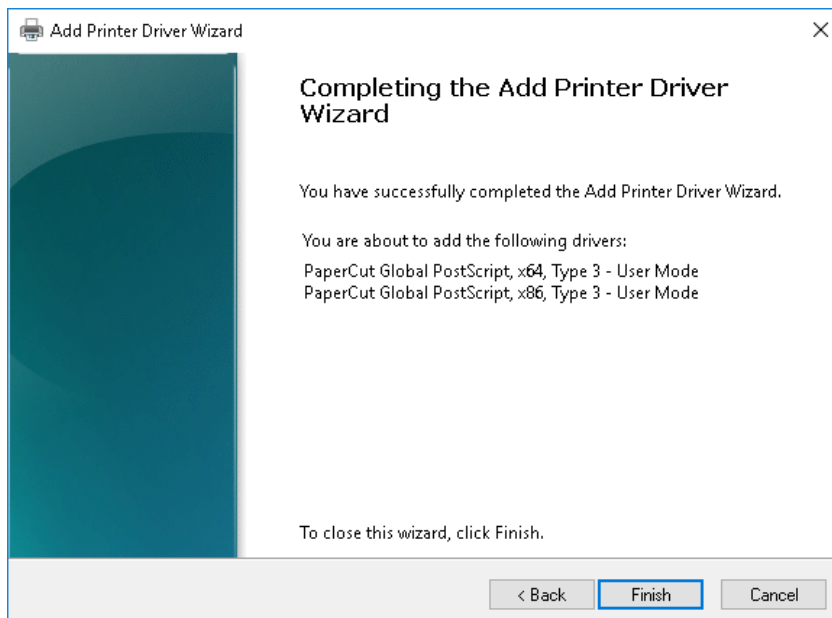 Add Printer Driver Wizard
Completing the Add Printer Driver
Wizard
You have successfully completed the Add Printer Driver Wizard.
You are about to add the following drivers:
PaperCut Global PostScript, x64, Type 3 - User Mode
PaperCut Global PostScript, x86, Type 3 - User Mode
To close this wizard, click Finish.
< Back Finish Cancel